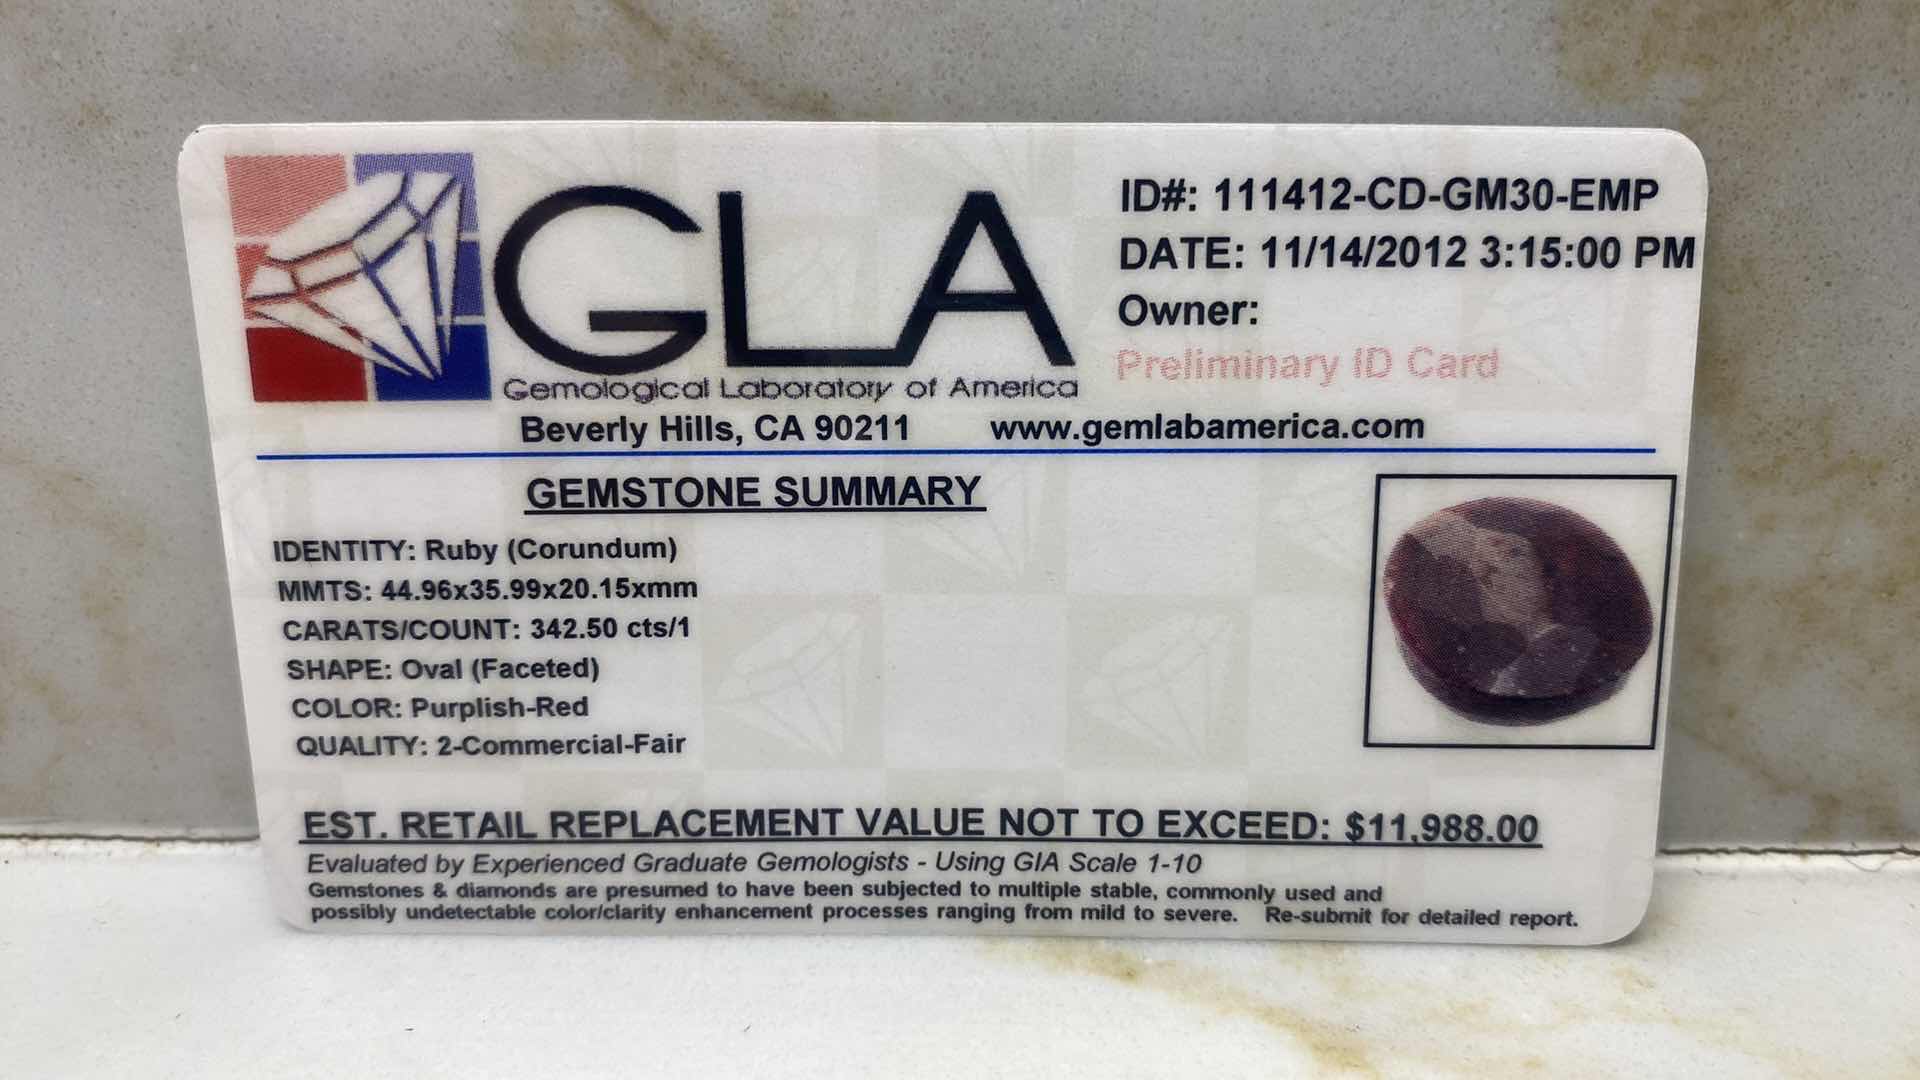 GLA
Gemological Laboratory of America
Beverly Hills, CA 90211 www.gemlabamerica.com
ID#: 111412-CD-GM30-EMP
DATE: 11/14/2012 3:15:00 PM
Owner:
Preliminary ID Card
GEMSTONE SUMMARY
IDENTITY: Ruby (Corundum)
MMTS: 44.96x35.99x20.15xmm
CARATS/COUNT: 342.50 cts/1
SHAPE: Oval (Faceted)
COLOR: Purplish-Red
QUALITY: 2-Commercial-Fair
EST. RETAIL REPLACEMENT VALUE NOT TO EXCEED: $11,988.00
Evaluated by Experienced Graduate Gemologists - Using GIA Scale 1-10
Gemstones & diamonds are presumed to have been subjected to multiple stable, commonly used and
possibly undetectable color/clarity enhancement processes ranging from mild to severe. Re-submit for detailed report.